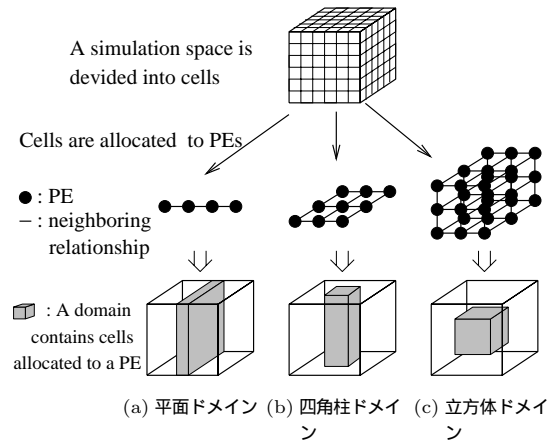 A simulation space is
devided into cells
Cells are allocated to PEs
: PE
– : neighboring
relationship
: A domain
contains cells
allocated to a PE
(a) 平面ドメイン
(b) 四角柱ドメイ
ン
(c) 立方体ドメイ
ン